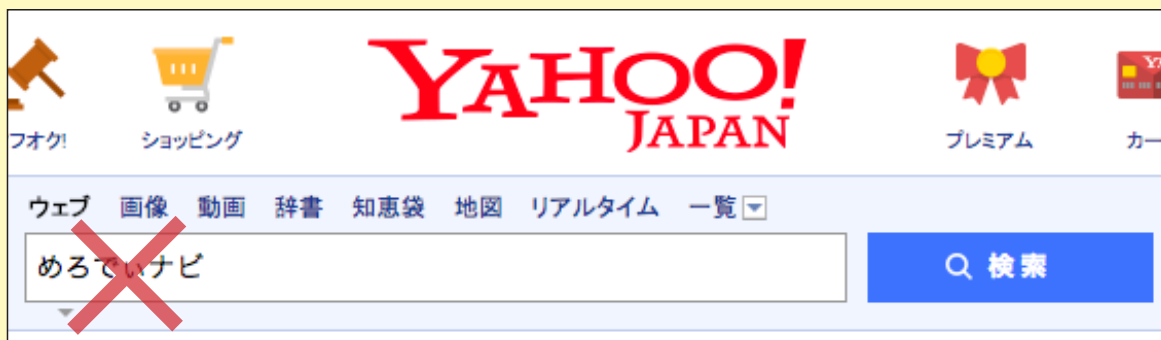 YAHOO!
JAPAN
フオク!
ショッピング
プレミアム
カー
ウェブ 画像 動画 辞書 知恵袋 地図 リアルタイム 一覧
めろでぃナビ
検索